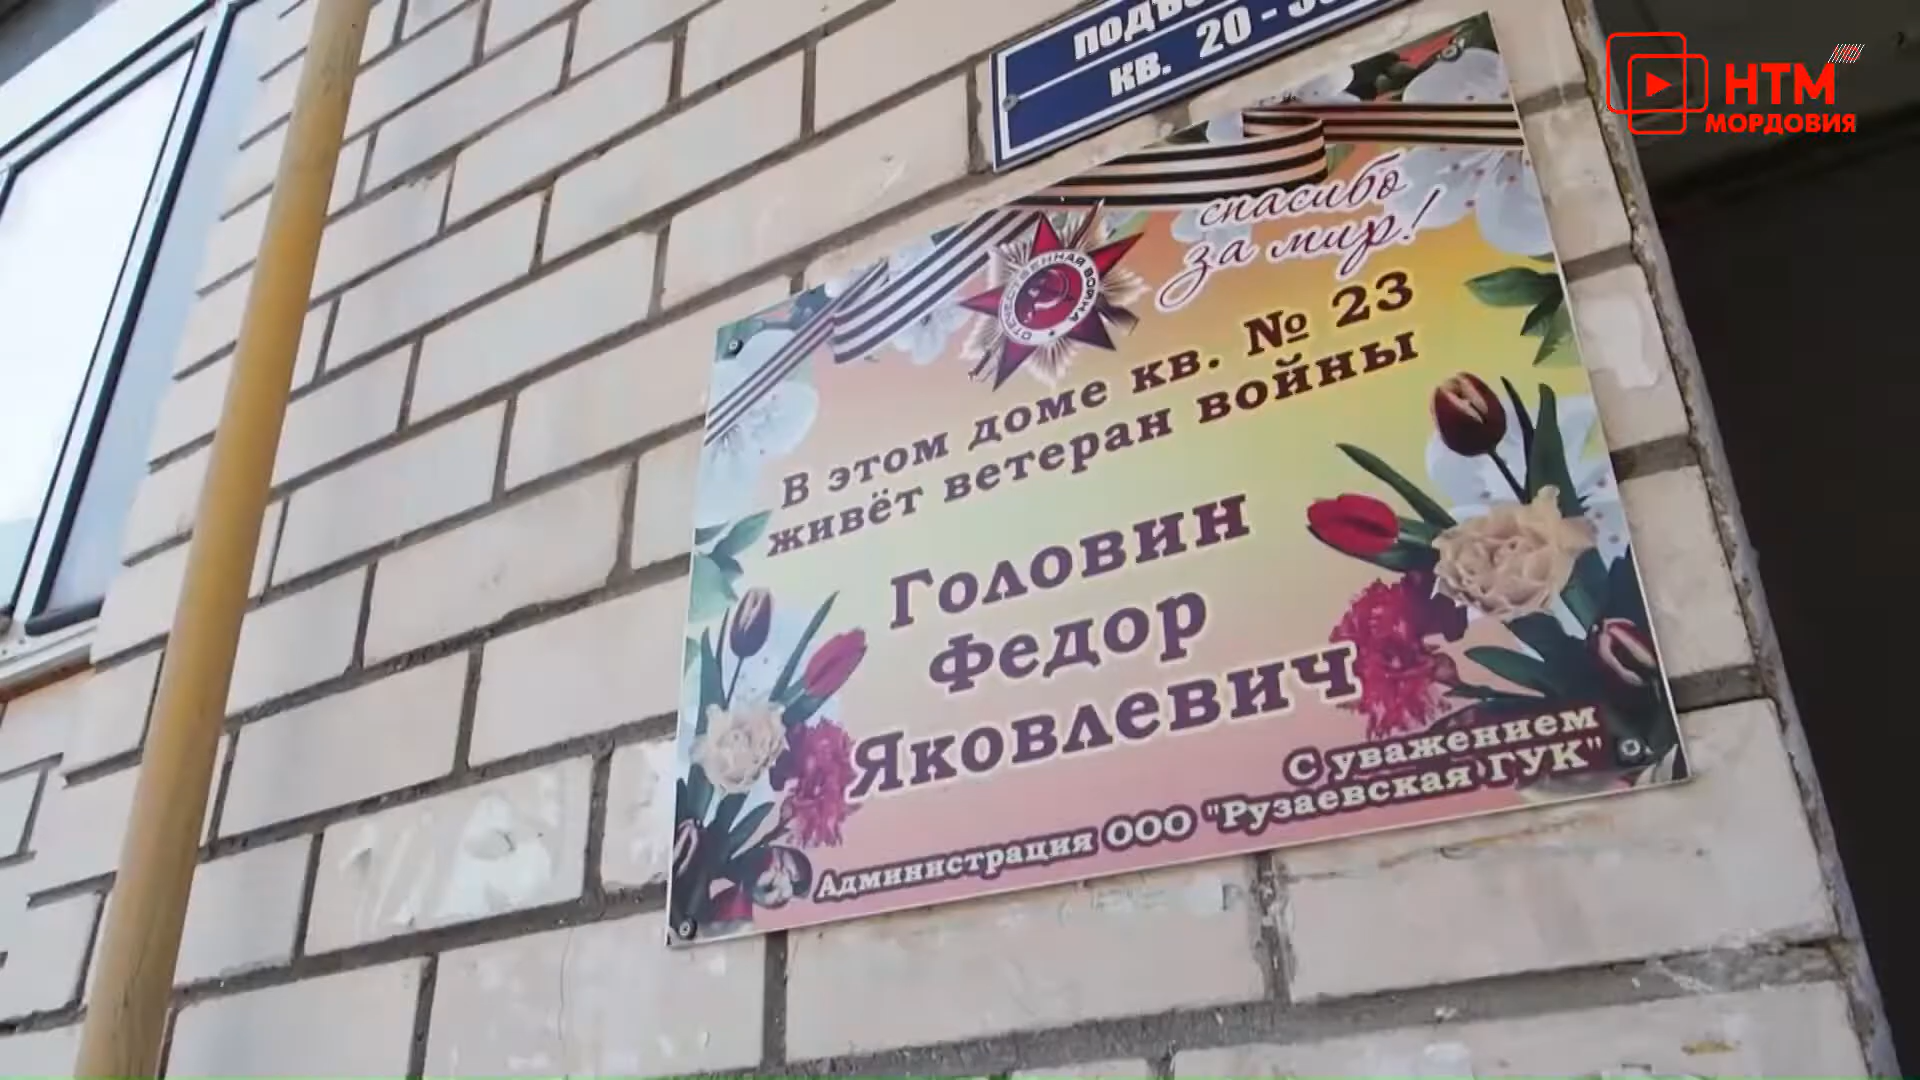 НТМ
МОРДОВИЯ
кв. 20 -
спасибо
за мир!
ОТЕЧЕСТВЕННАЯ ВОЙНА
В этом доме кв. № 23
живёт ветеран войны
Головин
Федор
Яковлевич
С уважением
Администрация ООО "Рузаевская ГУК"